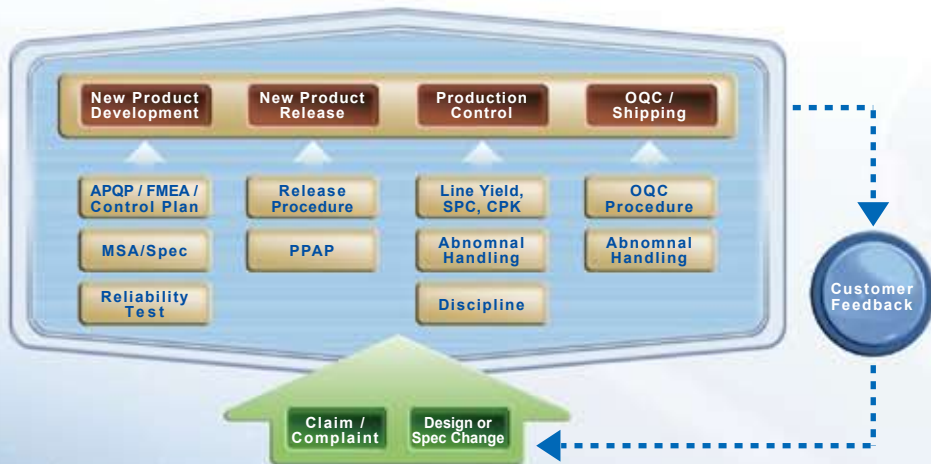 New Product
Development
New Product
Release
Production
Control
OQC /
Shipping
APQP / FMEA /
Control Plan
Release
Procedure
Line Yield,
SPC, CPK
OQC
Procedure
MSA/Spec
PPAP
Abnomnal
Handling
Abnomnal
Handling
Reliability
Test
Discipline
Customer
Feedback
Claim /
Complaint
Design or
Spec Change